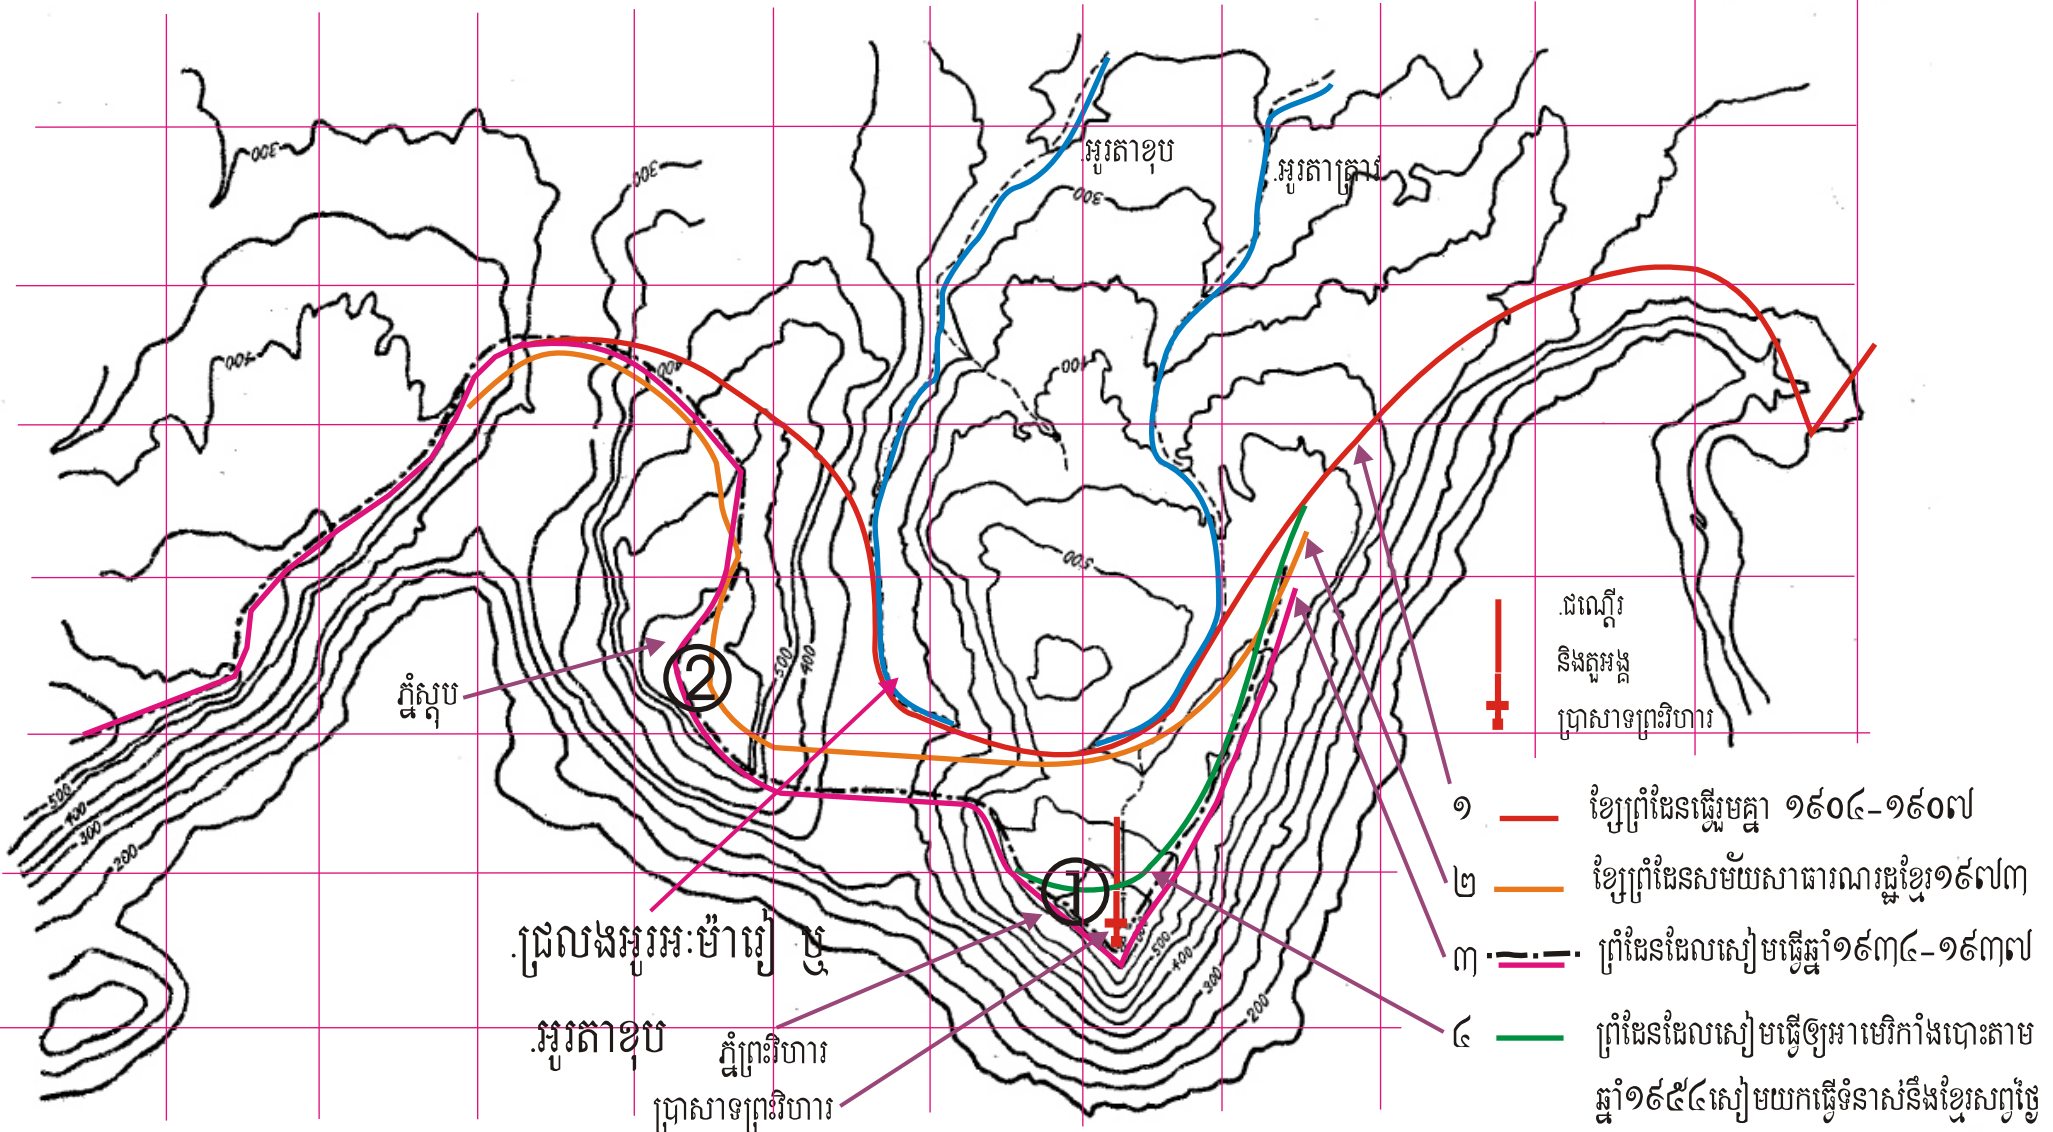 300
300
.អូរតាខុប
.អូរតាត្រាវ
300
400
400
400
500
ភ្នំស្តុប
②
500
400
.ជណ្តើរ
និងតួអង្គ
ប្រាសាទព្រះវិហារ
500
400
300
200
១ ខ្សែព្រំដែនធ្វើរួមគ្នា ១៩០៤-១៩០៧
២ ខ្សែព្រំដែនសម័យសាធារណរដ្ឋខ្មែរ១៩៧៣
①
.ជ្រលងអូរអៈម៉ារៀ ឬ
.អូរតាខុប
៣ ព្រំដែនដែលសៀមធ្វើឆ្នាំ១៩៣៤-១៩៣៧
500
400
300
200
៤ ព្រំដែនដែលសៀមធ្វើឲ្យអាមេរិកាំងបោះតាម
ឆ្នាំ១៩៥៤សៀមយកធ្វើទំនាស់នឹងខ្មែរសព្វថ្ងៃ
ភ្នំព្រះវិហារ
ប្រាសាទព្រះវិហារ